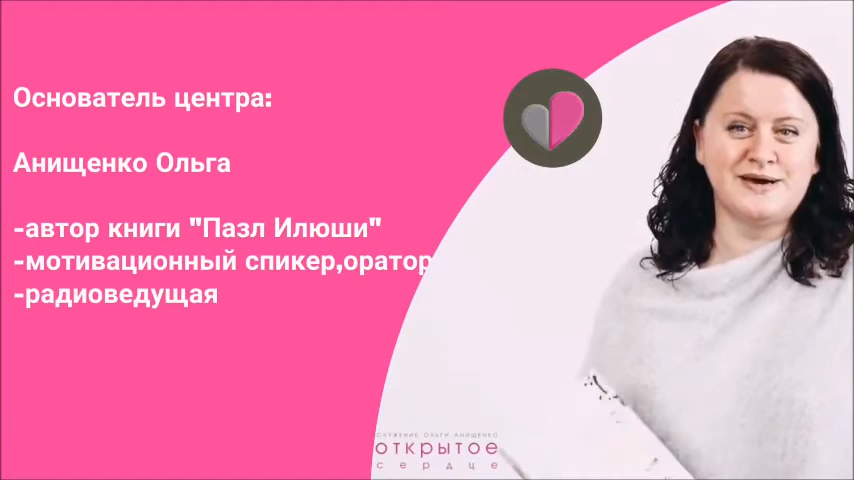 Основатель центра:
Анищенко Ольга
-автор книги "Пазл Илюши"
-мотивационный спикер,оратор
-радиоведущая
СЛУЖЕНИЕ ОЛЬГИ АНИЩЕНКО
открытое
сердце